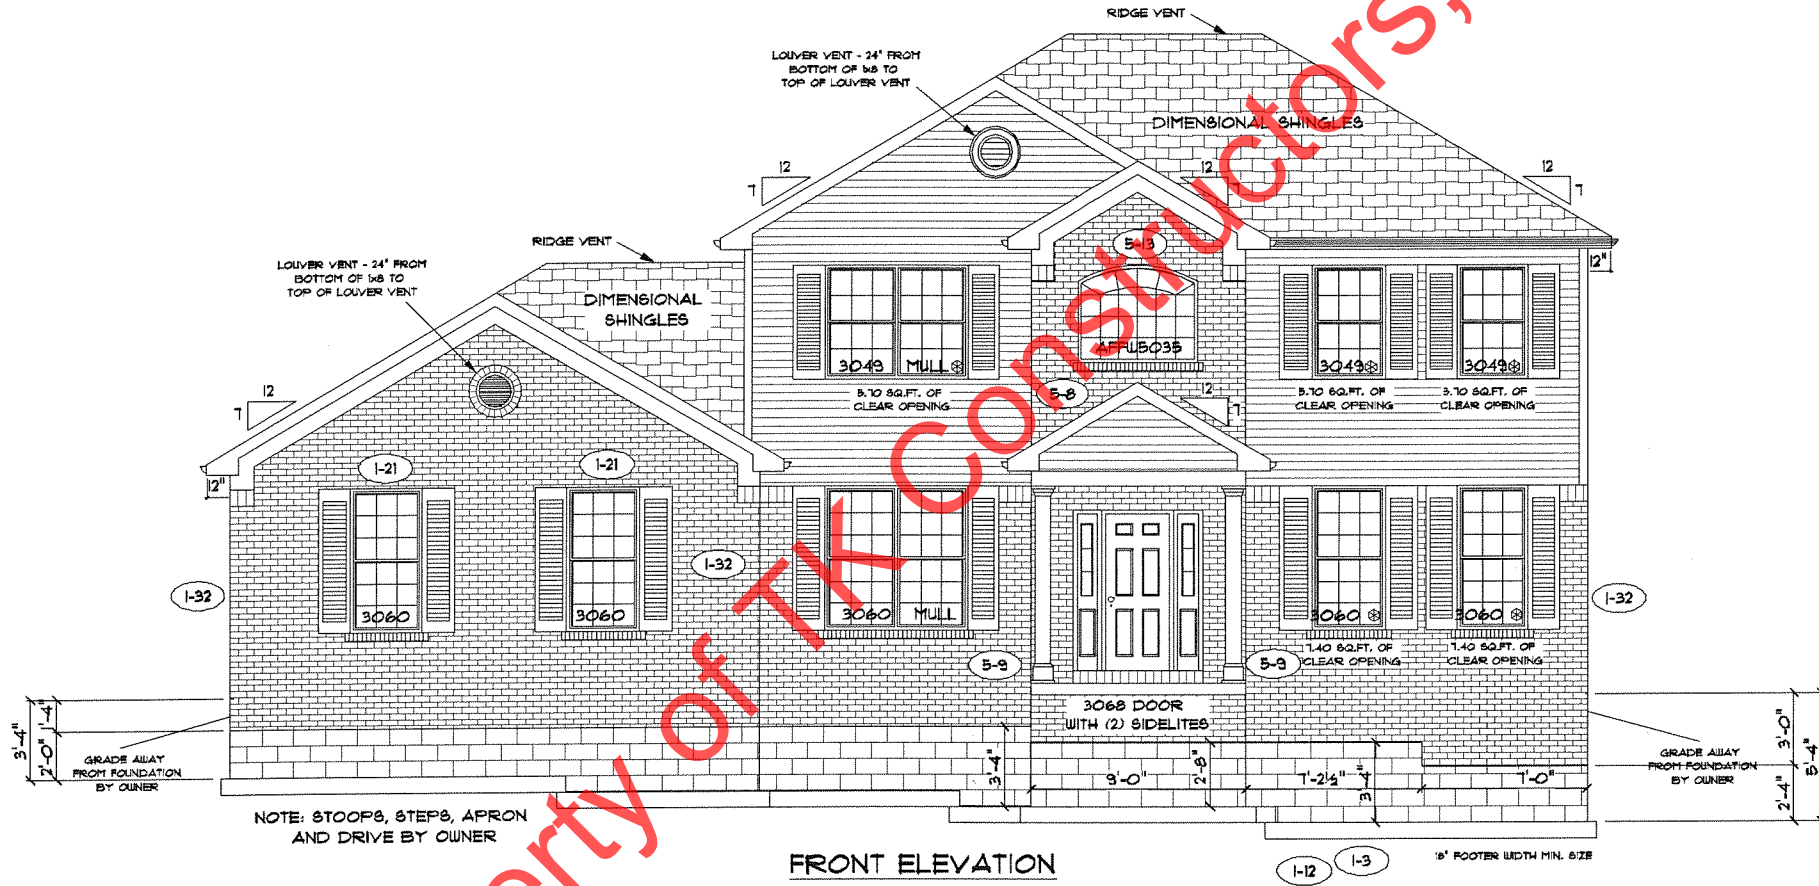 RIDGE VENT
LOUVER VENT - 24" FROM
BOTTOM OF 1x8 TO
TOP OF LOUVER VENT
DIMENSIONAL SHINGLES
12
7
12
7
12
7
RIDGE VENT
LOUVER VENT - 24" FROM
BOTTOM OF 1x8 TO
TOP OF LOUVER VENT
DIMENSIONAL
SHINGLES
5-13
12"
3049 MULL
AFFW5035
3049
3049
5.70 SQ.FT. OF
CLEAR OPENING
5-8
12
7
5.70 SQ.FT. OF
CLEAR OPENING
5.70 SQ.FT. OF
CLEAR OPENING
12
7
12"
1-21
1-21
1-32
1-32
1-32
3060
3060
3060 MULL
3060
3060
5-9
5-9
7.40 SQ.FT. OF
CLEAR OPENING
7.40 SQ.FT. OF
CLEAR OPENING
3068 DOOR
WITH (2) SIDELITES
3'-4"
2'-0"
1'-4"
GRADE AWAY
FROM FOUNDATION
BY OWNER
3'-4"
9'-0"
2'-8"
7'-2½"
3'-4"
7'-0"
GRADE AWAY
FROM FOUNDATION
BY OWNER
3'-0"
2'-4"
5'-4"
NOTE: STOOPS, STEPS, APRON
AND DRIVE BY OWNER
FRONT ELEVATION
1-12
1-3
18" FOOTER WIDTH MIN. SIZE
perty of TK Constructors,